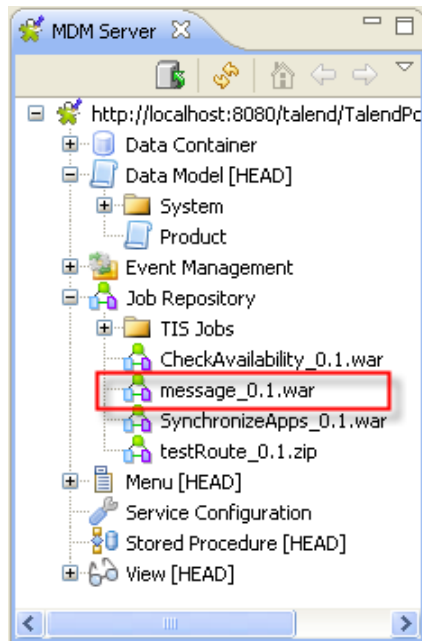 MDM Server
http://localhost:8080/talend/TalendPo
Data Container
Data Model [HEAD]
System
Product
Event Management
Job Repository
TIS Jobs
CheckAvailability_0.1.war
message_0.1.war
SynchronizeApps_0.1.war
testRoute_0.1.zip
Menu [HEAD]
Service Configuration
Stored Procedure [HEAD]
View [HEAD]